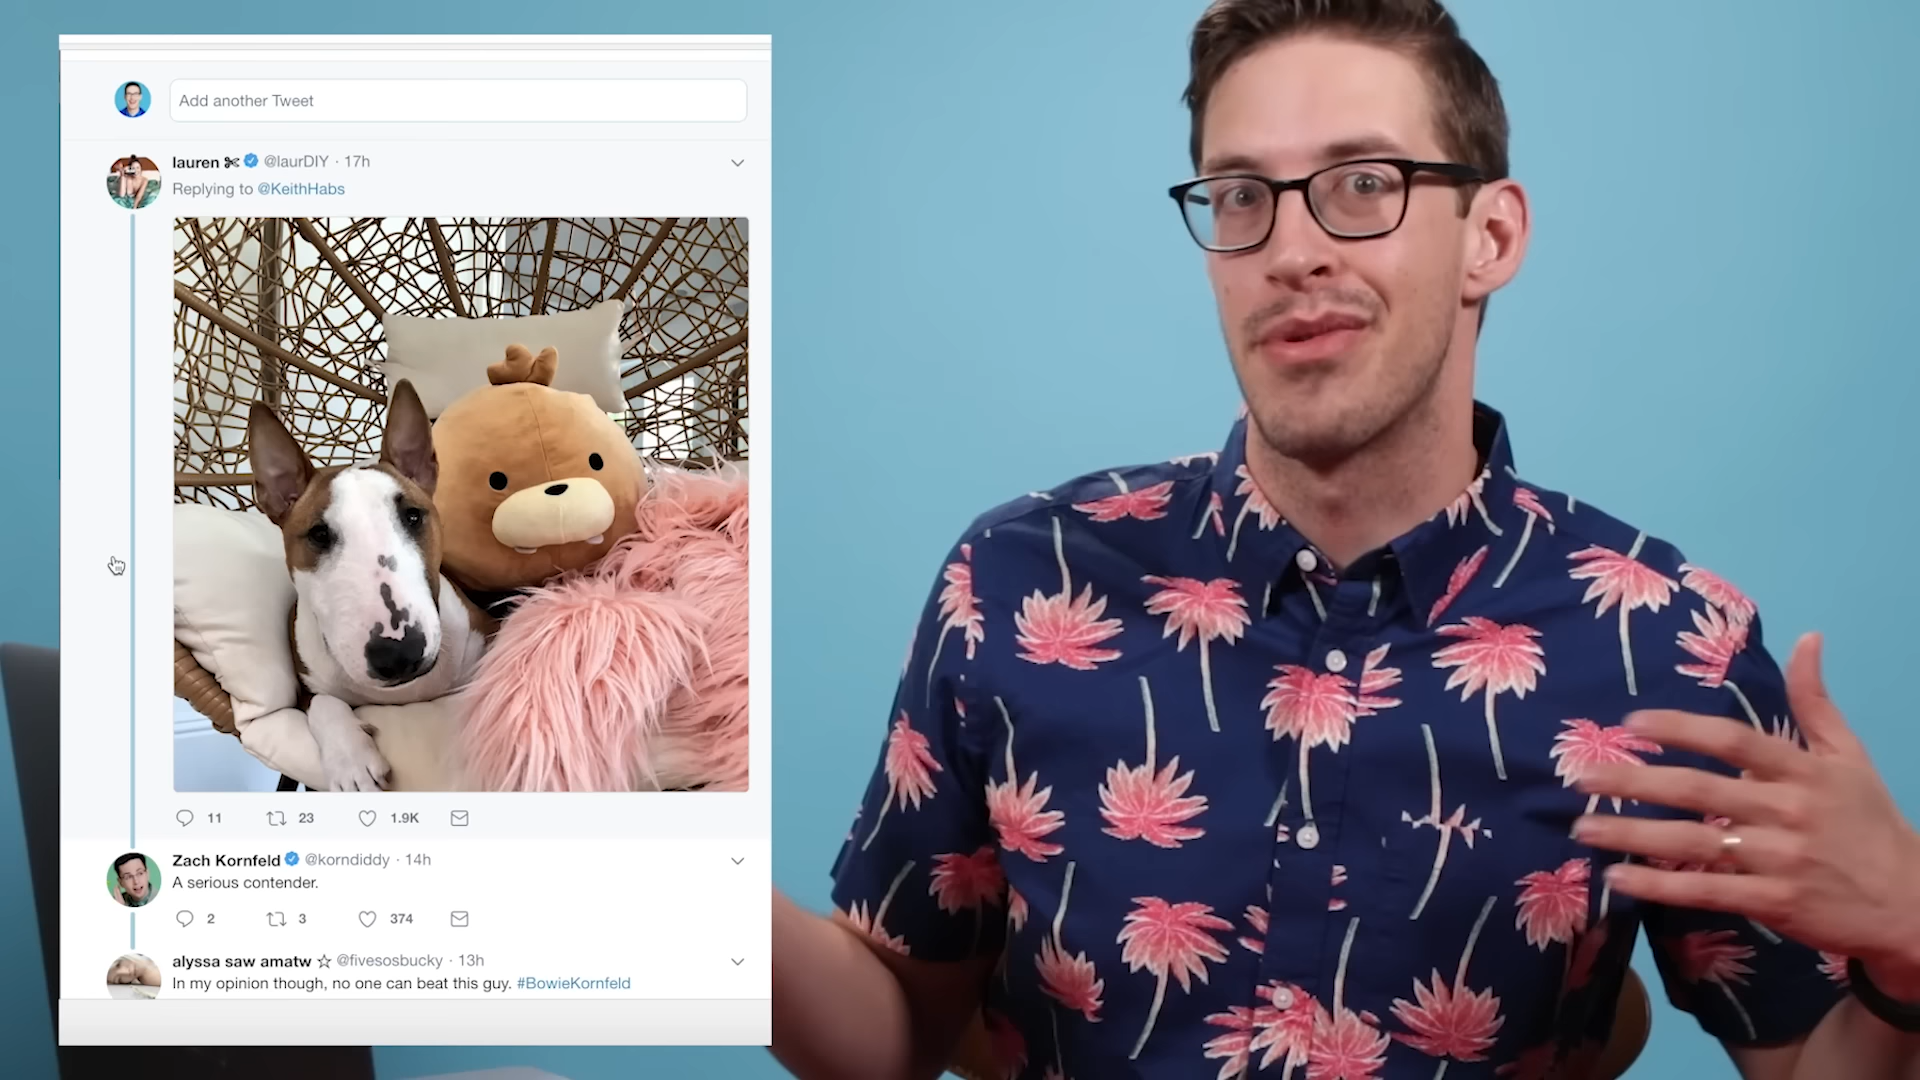 Add another Tweet
lauren ✂ @laurDIY · 17h
Replying to @KeithHabs
11 23 1.9K
Zach Kornfeld @korndiddy · 14h
A serious contender.
2 3 374
alyssa saw amatw ☆ @fivesosbucky · 13h
In my opinion though, no one can beat this guy. #BowieKornfeld